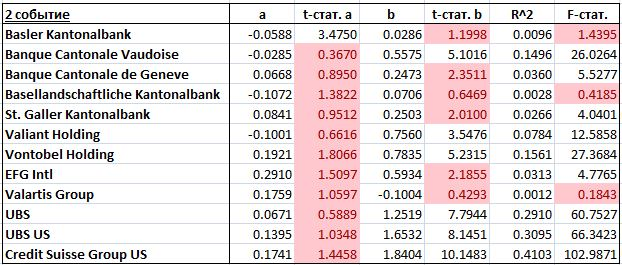 2 событие a t-стат. a b t-стат. b R^2 F-стат.
Basler Kantonalbank -0.0588 3.4750 0.0286 1.1998 0.0096 1.4395
Banque Cantonale Vaudoise -0.0285 0.3670 0.5575 5.1016 0.1496 26.0264
Banque Cantonale de Geneve 0.0668 0.8950 0.2473 2.3511 0.0360 5.5277
Basellandschaftliche Kantonalbank -0.1072 1.3822 0.0706 0.6469 0.0028 0.4185
St. Galler Kantonalbank 0.0841 0.9512 0.2503 2.0100 0.0266 4.0401
Valiant Holding -0.1001 0.6616 0.7560 3.5476 0.0784 12.5858
Vontobel Holding 0.1921 1.8066 0.7835 5.2315 0.1561 27.3684
EFG Intl 0.2910 1.5097 0.5934 2.1855 0.0313 4.7765
Valartis Group 0.1759 1.0597 -0.1004 0.4293 0.0012 0.1843
UBS 0.0671 0.5889 1.2519 7.7944 0.2910 60.7527
UBS US 0.1395 1.0348 1.6532 8.1451 0.3095 66.3423
Credit Suisse Group US 0.1741 1.4458 1.8404 10.1483 0.4103 102.9871